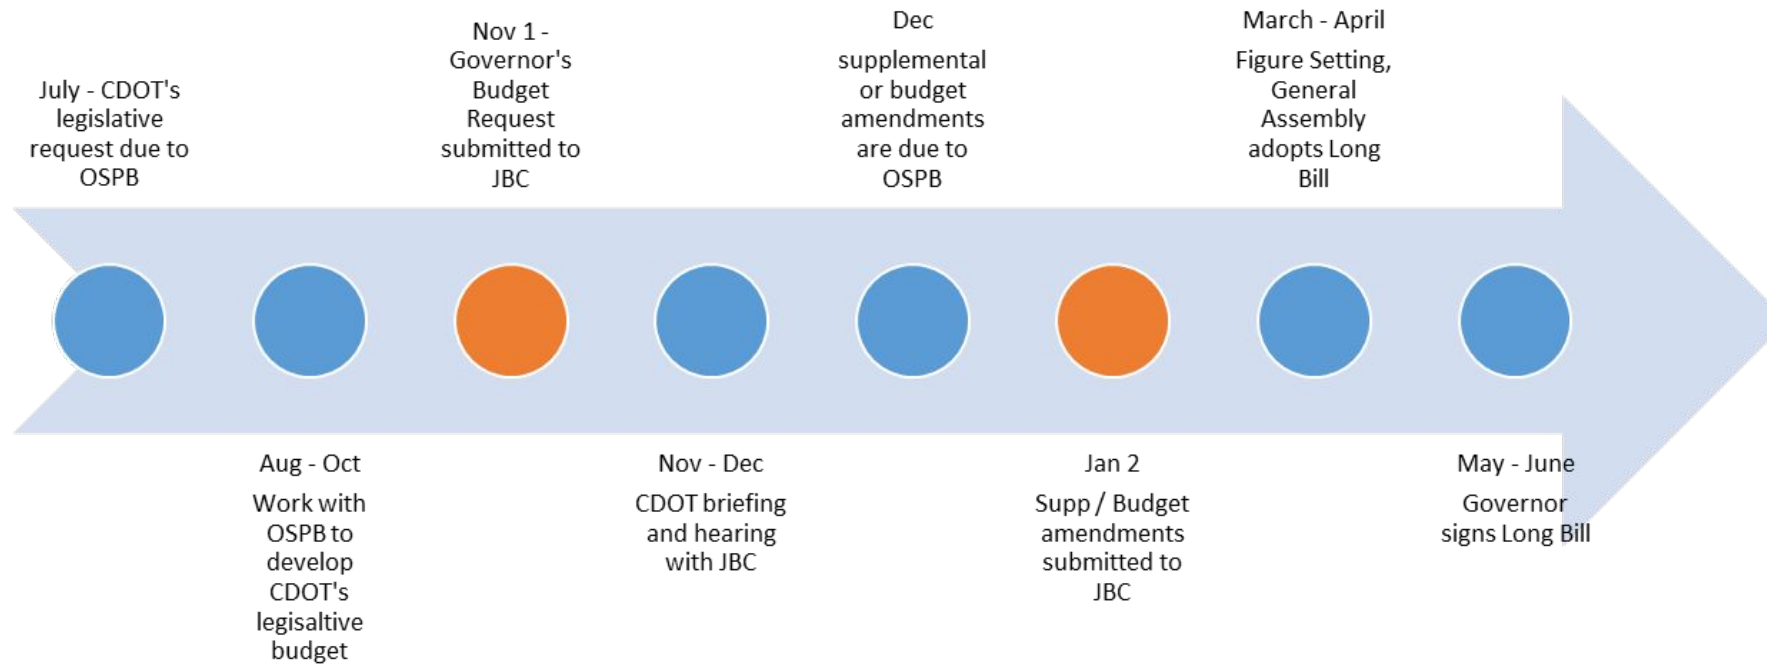 July - CDOT's
legislative
request due to
OSPB
Aug - Oct
Work with
OSPB to
develop
CDOT's
legisaltive
budget
Nov 1 -
Governor's
Budget
Request
submitted to
JBC
Nov - Dec
CDOT briefing
and hearing
with JBC
Dec
supplemental
or budget
amendments
are due to
OSPB
Jan 2
Supp / Budget
amendments
submitted to
JBC
March - April
Figure Setting,
General
Assembly
adopts Long
Bill
May - June
Governor
signs Long Bill